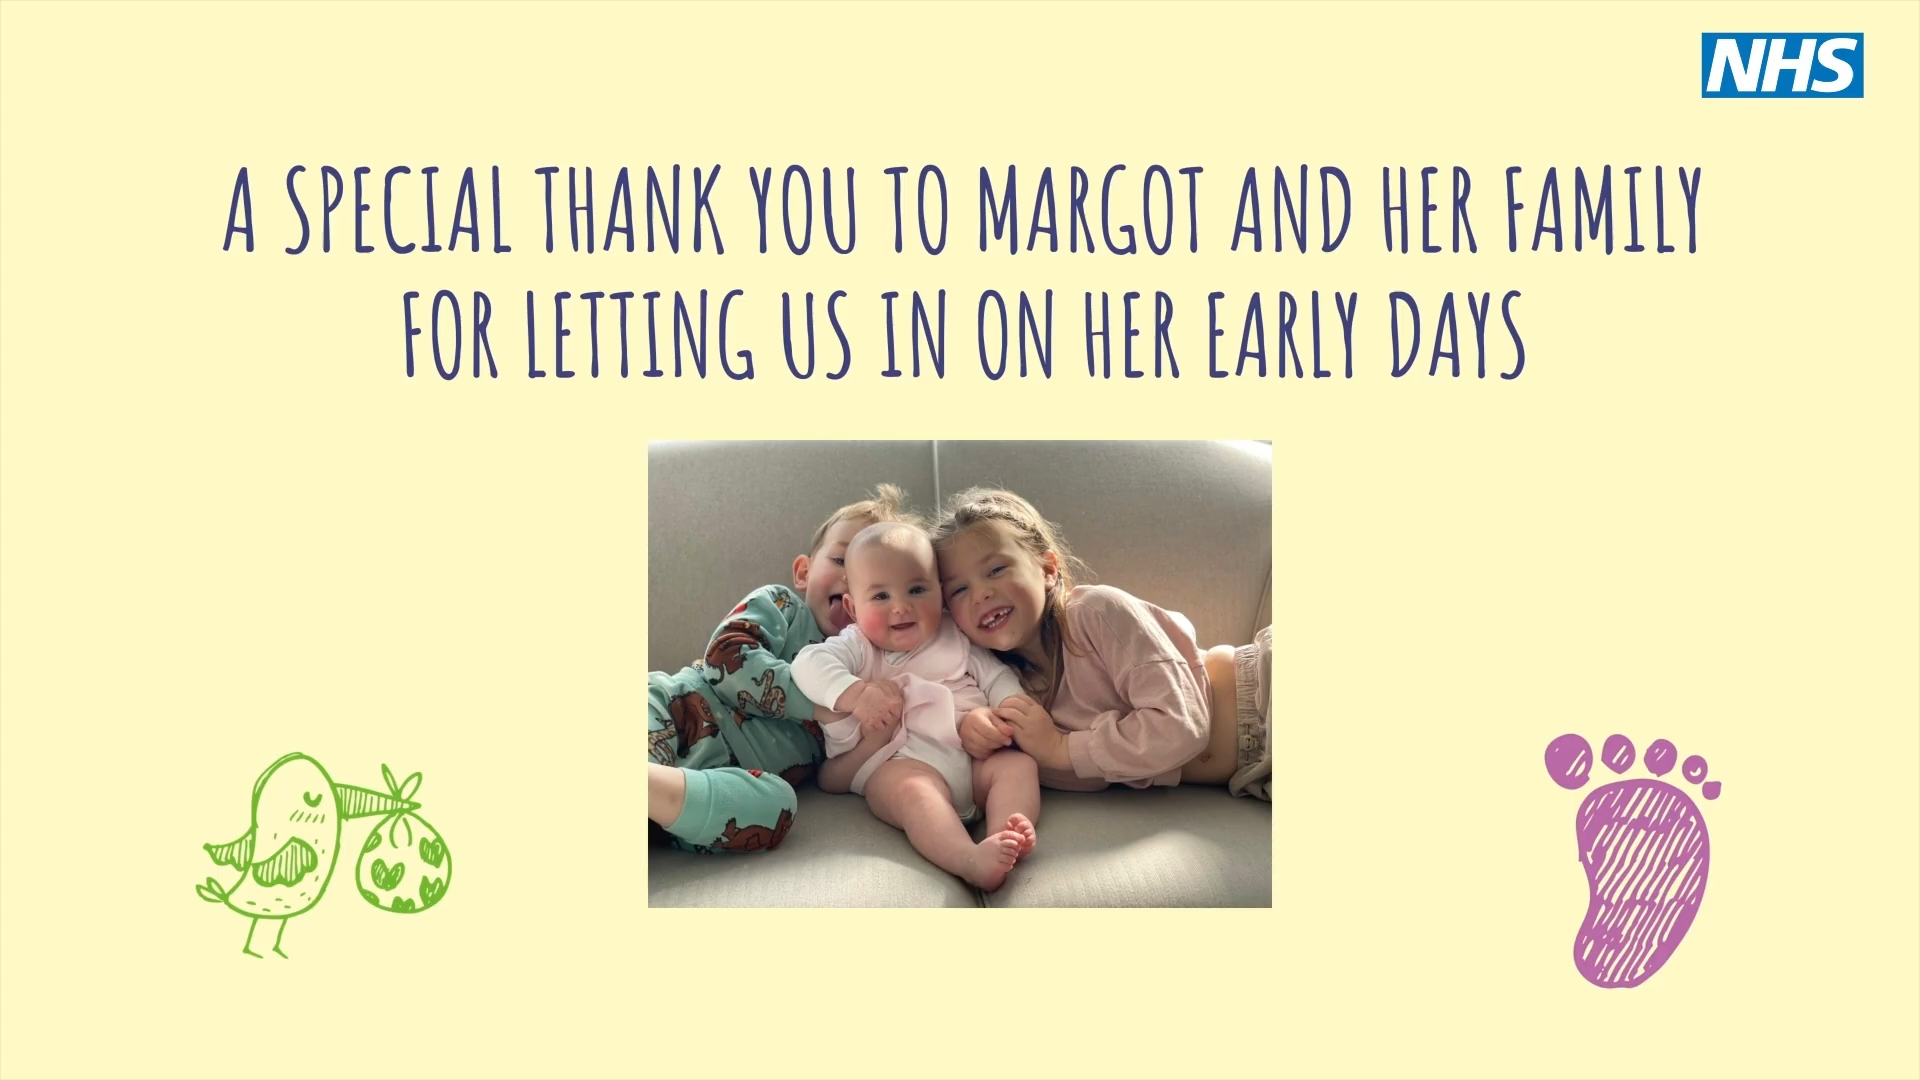 NHS
A SPECIAL THANK YOU TO MARGOT AND HER FAMILY
FOR LETTING US IN ON HER EARLY DAYS